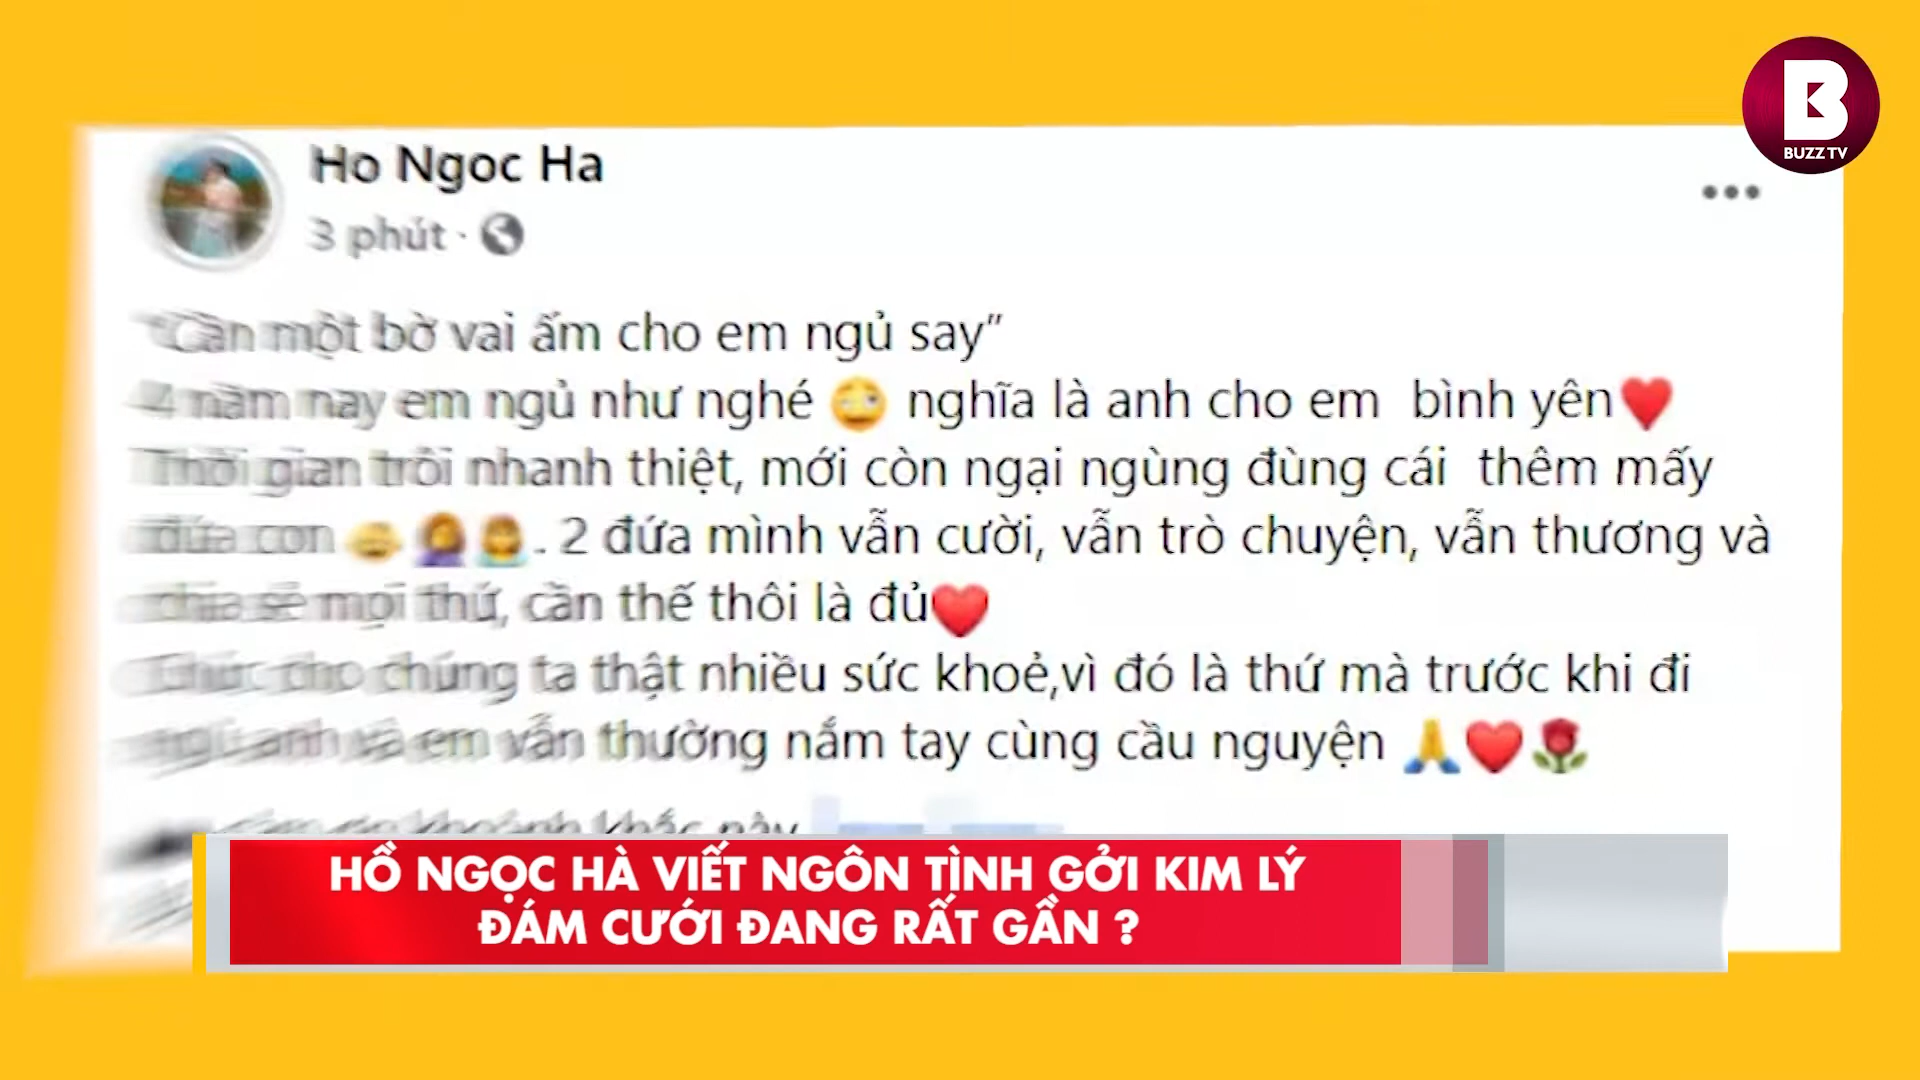 BUZZ TV
Ho Ngoc Ha
3 phút
“Cần một bờ vai ấm cho em ngủ say”
4 năm nay em ngủ như nghé nghĩa là anh cho em bình yên
Thời gian trôi nhanh thiệt, mới còn ngại ngùng đùng cái thêm mấy
đứa con . 2 đứa mình vẫn cười, vẫn trò chuyện, vẫn thương và
chia sẻ mọi thứ, cần thế thôi là đủ
Chúc cho chúng ta thật nhiều sức khoẻ,vì đó là thứ mà trước khi đi
ngủ anh và em vẫn thường nắm tay cùng cầu nguyện
khoảnh khắc này
HỒ NGỌC HÀ VIẾT NGÔN TÌNH GỞI KIM LÝ
ĐÁM CƯỚI ĐANG RẤT GẦN ?